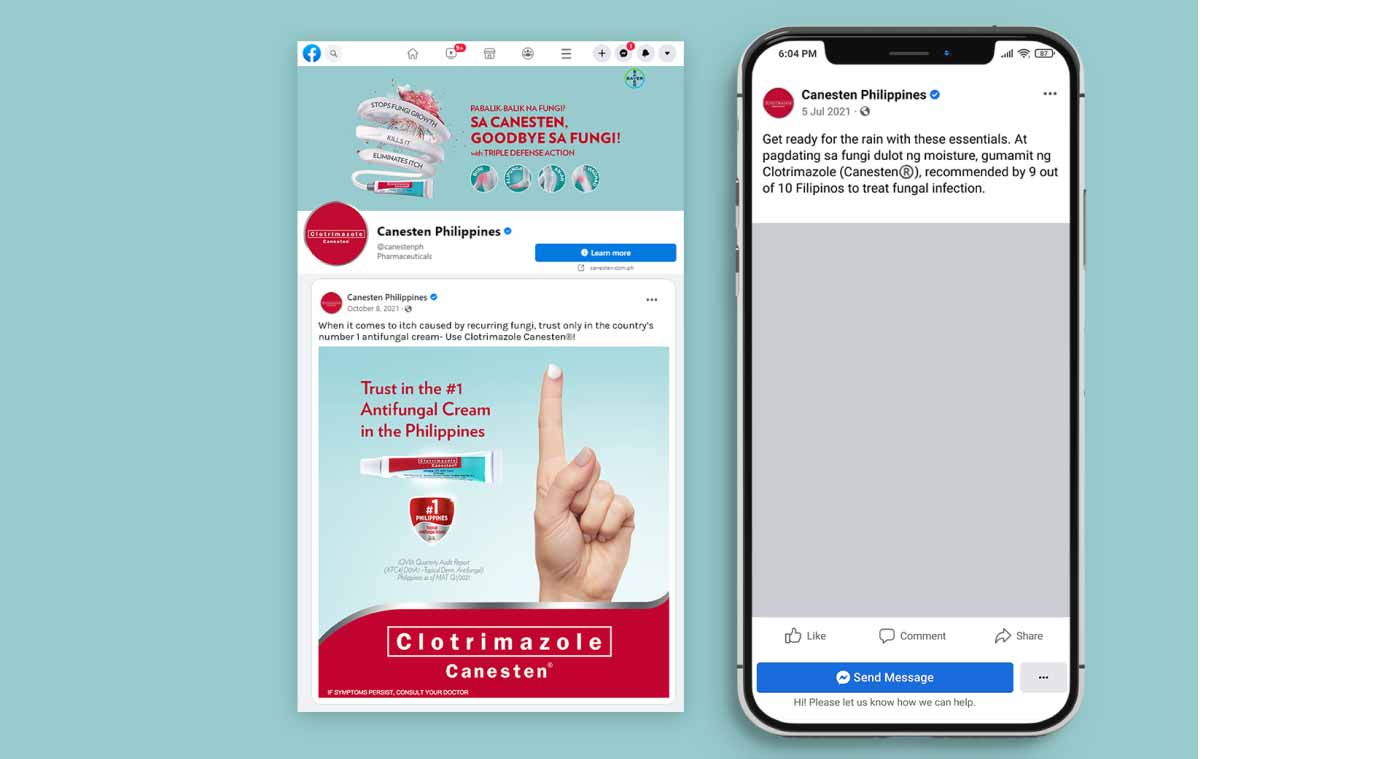 9+
1
BAYER
STOPS FUNGI GROWTH
KILLS IT
ELIMINATES ITCH
PABALIK-BALIK NA FUNGI?
SA CANESTEN,
GOODBYE SA FUNGI!
with TRIPLE DEFENSE ACTION
Clotrimazole
Canesten
Canesten Philippines
@canestenph
Pharmaceuticals
Learn more
canesten.com.ph
Canesten Philippines
October 8, 2021 ·
When it comes to itch caused by recurring fungi, trust only in the country's
number 1 antifungal cream- Use Clotrimazole Canesten®!
Trust in the #1
Antifungal Cream
in the Philippines
Clotrimazole
Canesten
#1
PHILIPPINES
IQVIA Quarterly Audit Report
(ATC4) D01A1 - Topical Derm. Antifungal)
Philippines as of MAT Q1/2021
Clotrimazole
Canesten®
IF SYMPTOMS PERSIST, CONSULT YOUR DOCTOR
6:04 PM
87
Canesten Philippines
5 Jul 2021 ·
Get ready for the rain with these essentials. At
pagdating sa fungi dulot ng moisture, gumamit ng
Clotrimazole (Canesten®), recommended by 9 out
of 10 Filipinos to treat fungal infection.
Like
Comment
Share
Send Message
Hi! Please let us know how we can help.